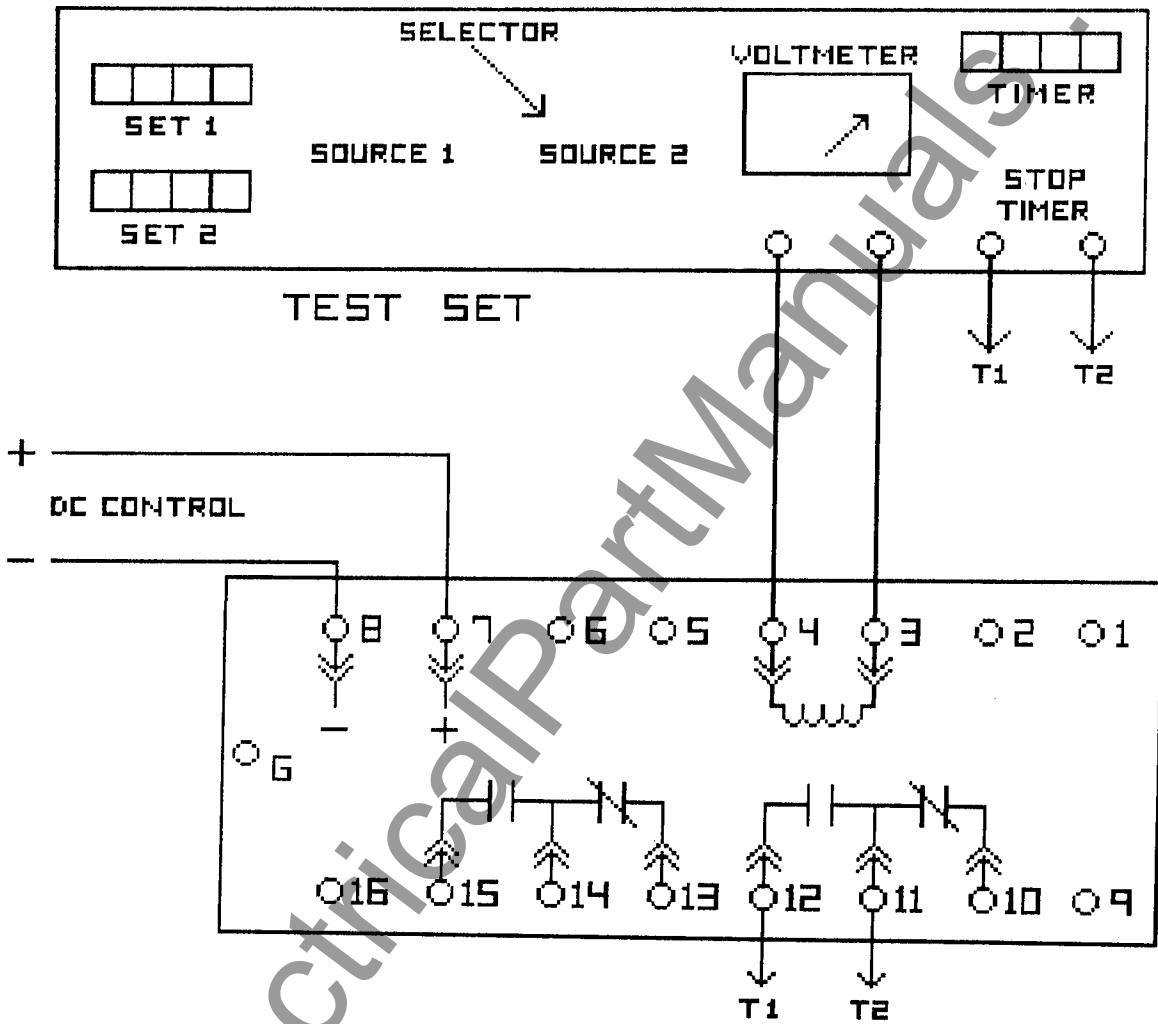 SELECTOR
VOLTMETER
TIMER
SET 1
SOURCE 1 SOURCE 2
STOP
TIMER
SET 2
TEST SET
T1 T2
+
DC CONTROL
−
8 7 6 5 4 3 2 1
− +
G
16 15 14 13 12 11 10 9
T1 T2
ctricalPartManuals .